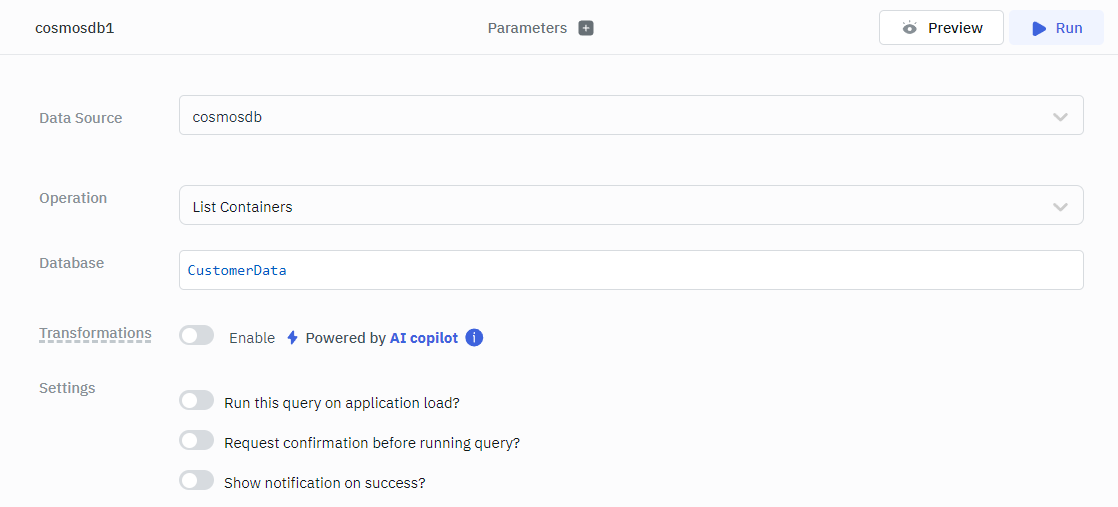 cosmosdb1 Parameters + Preview Run
Data Source cosmosdb
Operation List Containers
Database CustomerData
Transformations Enable Powered by AI copilot i
Settings
Run this query on application load?
Request confirmation before running query?
Show notification on success?